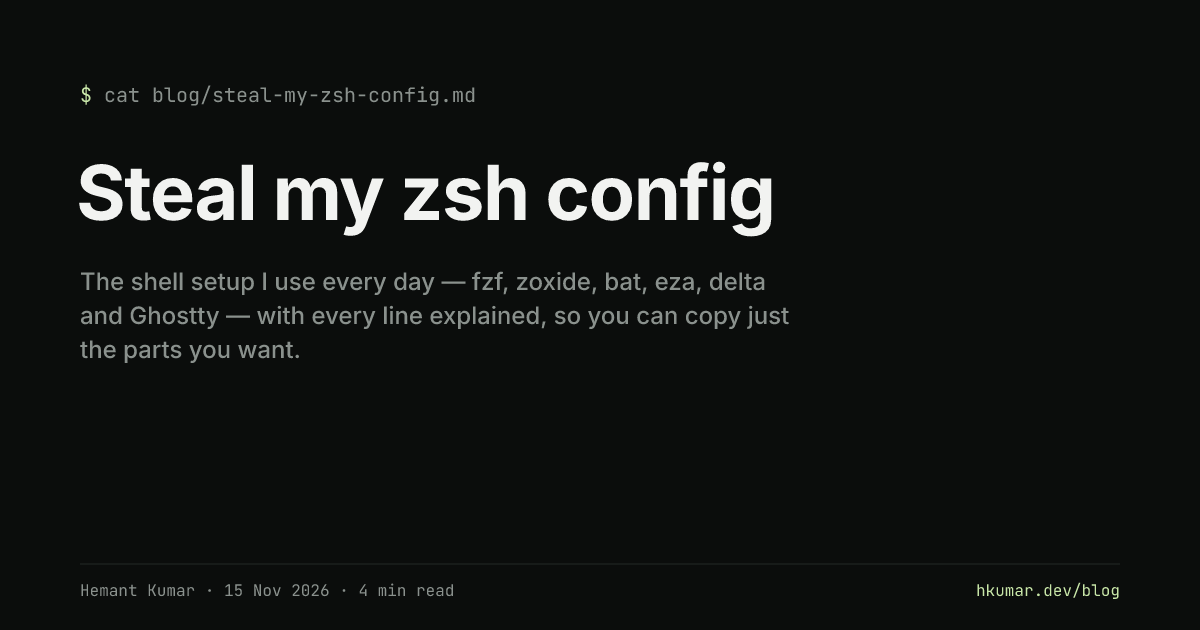 $ cat blog/steal-my-zsh-config.md
Steal my zsh config
The shell setup I use every day — fzf, zoxide, bat, eza, delta
and Ghostty — with every line explained, so you can copy just
the parts you want.
Hemant Kumar · 15 Nov 2026 · 4 min read
hkumar.dev/blog